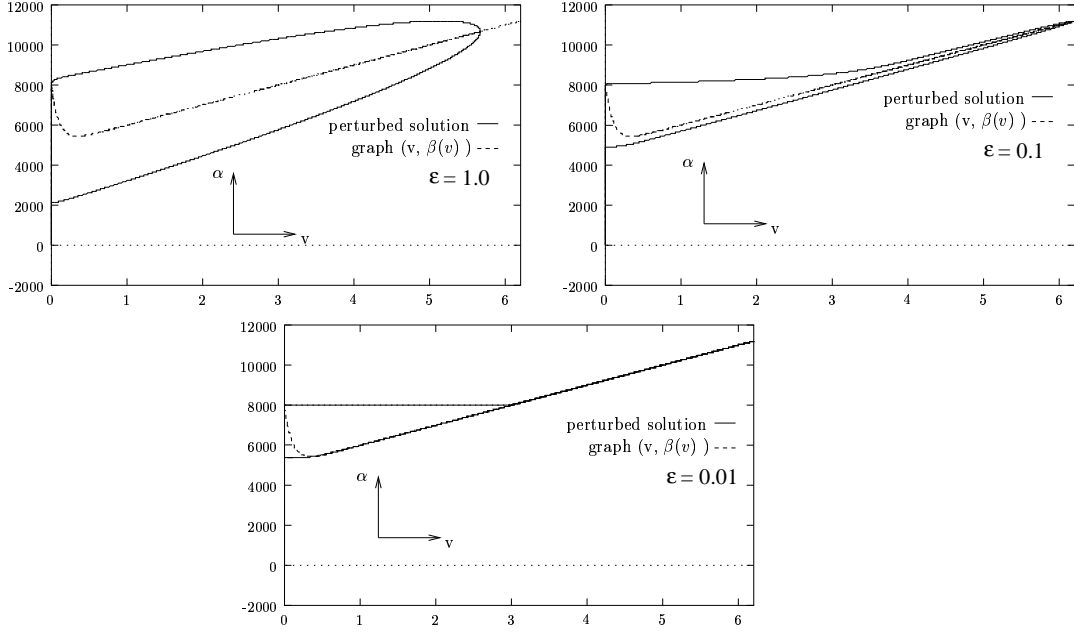 12000
10000
8000
6000
4000
2000
0
-2000
0 1 2 3 4 5 6
perturbed solution
graph (v, β(v) )
ε = 1.0
α
v
12000
10000
8000
6000
4000
2000
0
-2000
0 1 2 3 4 5 6
perturbed solution
graph (v, β(v) )
ε = 0.1
α
v
12000
10000
8000
6000
4000
2000
0
-2000
0 1 2 3 4 5 6
perturbed solution
graph (v, β(v) )
ε = 0.01
α
v